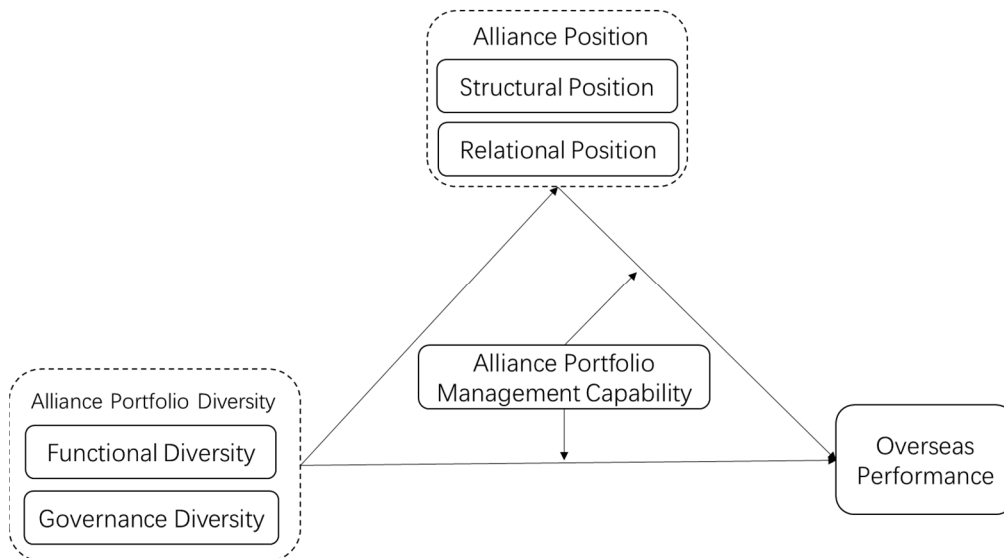 Alliance Position
Structural Position
Relational Position
Alliance Portfolio
Management Capability
Alliance Portfolio Diversity
Functional Diversity
Governance Diversity
Overseas
Performance